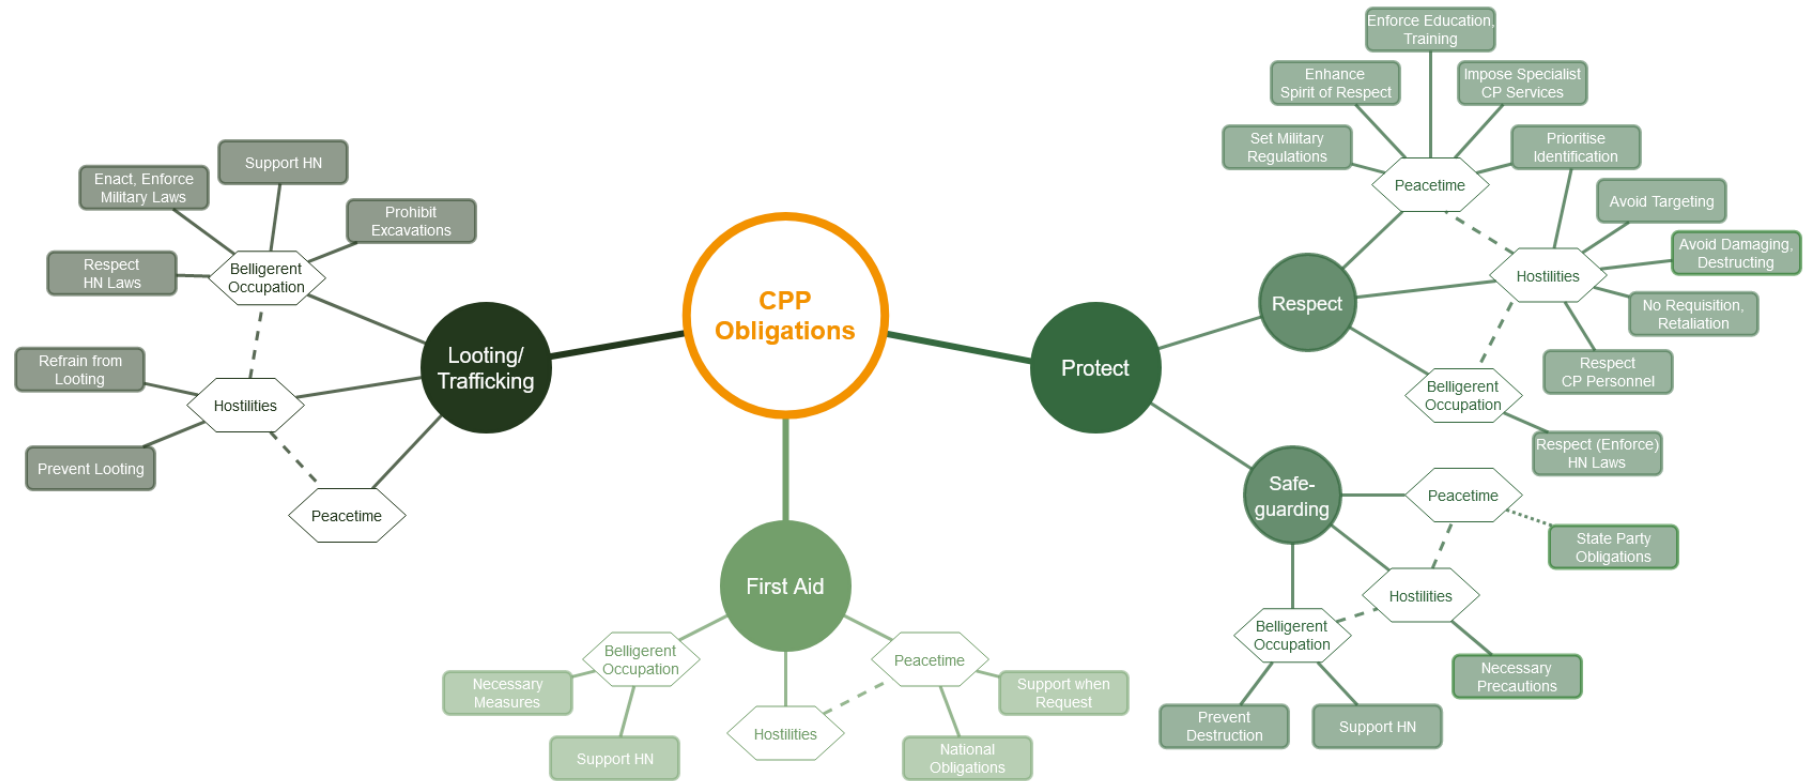 CPP
Obligations
Looting/
Trafficking
Belligerent
Occupation
Support HN
Enact, Enforce
Military Laws
Prohibit
Excavations
Respect
HN Laws
Hostilities
Refrain from
Looting
Prevent Looting
Peacetime
First Aid
Belligerent
Occupation
Necessary
Measures
Support HN
Hostilities
Peacetime
Support when
Request
National
Obligations
Protect
Respect
Peacetime
Enforce Education,
Training
Enhance
Spirit of Respect
Impose Specialist
CP Services
Set Military
Regulations
Prioritise
Identification
Hostilities
Avoid Targeting
Avoid Damaging,
Destructing
No Requisition,
Retaliation
Respect
CP Personnel
Belligerent
Occupation
Respect (Enforce)
HN Laws
Safe-
guarding
Peacetime
State Party
Obligations
Hostilities
Necessary
Precautions
Belligerent
Occupation
Prevent
Destruction
Support HN